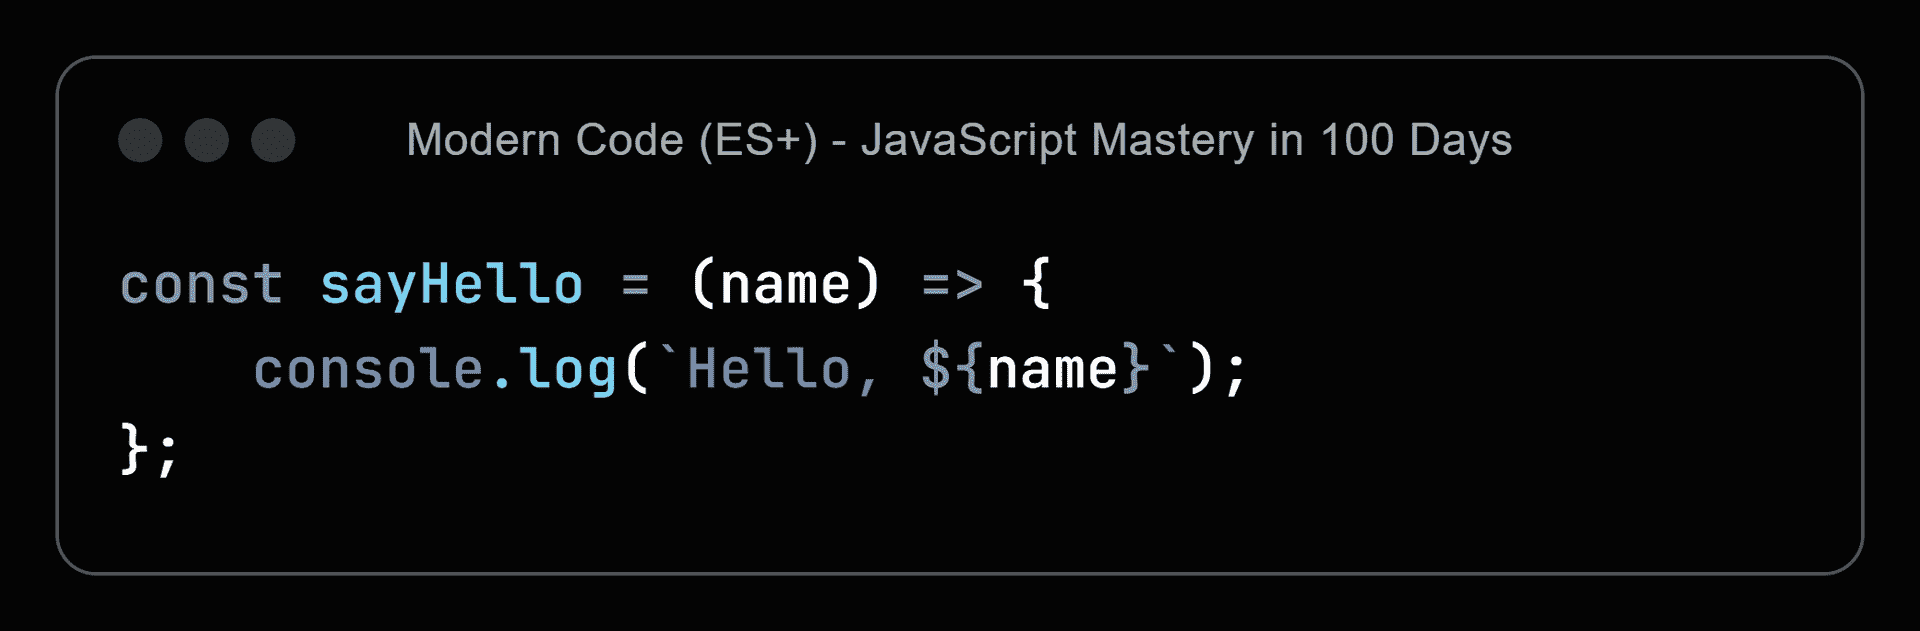 Modern Code (ES+) - JavaScript Mastery in 100 Days
const sayHello = (name) => {
    console.log(`Hello, ${name}`);
};